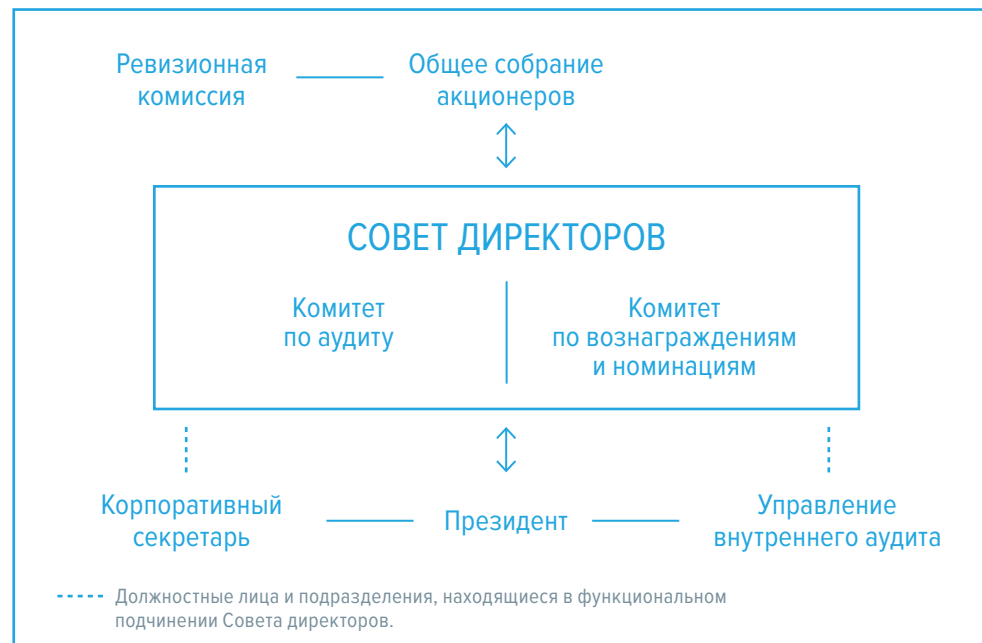 Ревизионная
комиссия
Общее собрание
акционеров
СОВЕТ ДИРЕКТОРОВ
Комитет
по аудиту
Комитет
по вознаграждениям
и номинациям
Корпоративный
секретарь
Президент
Управление
внутреннего аудита
Должностные лица и подразделения, находящиеся в функциональном
подчинении Совета директоров.